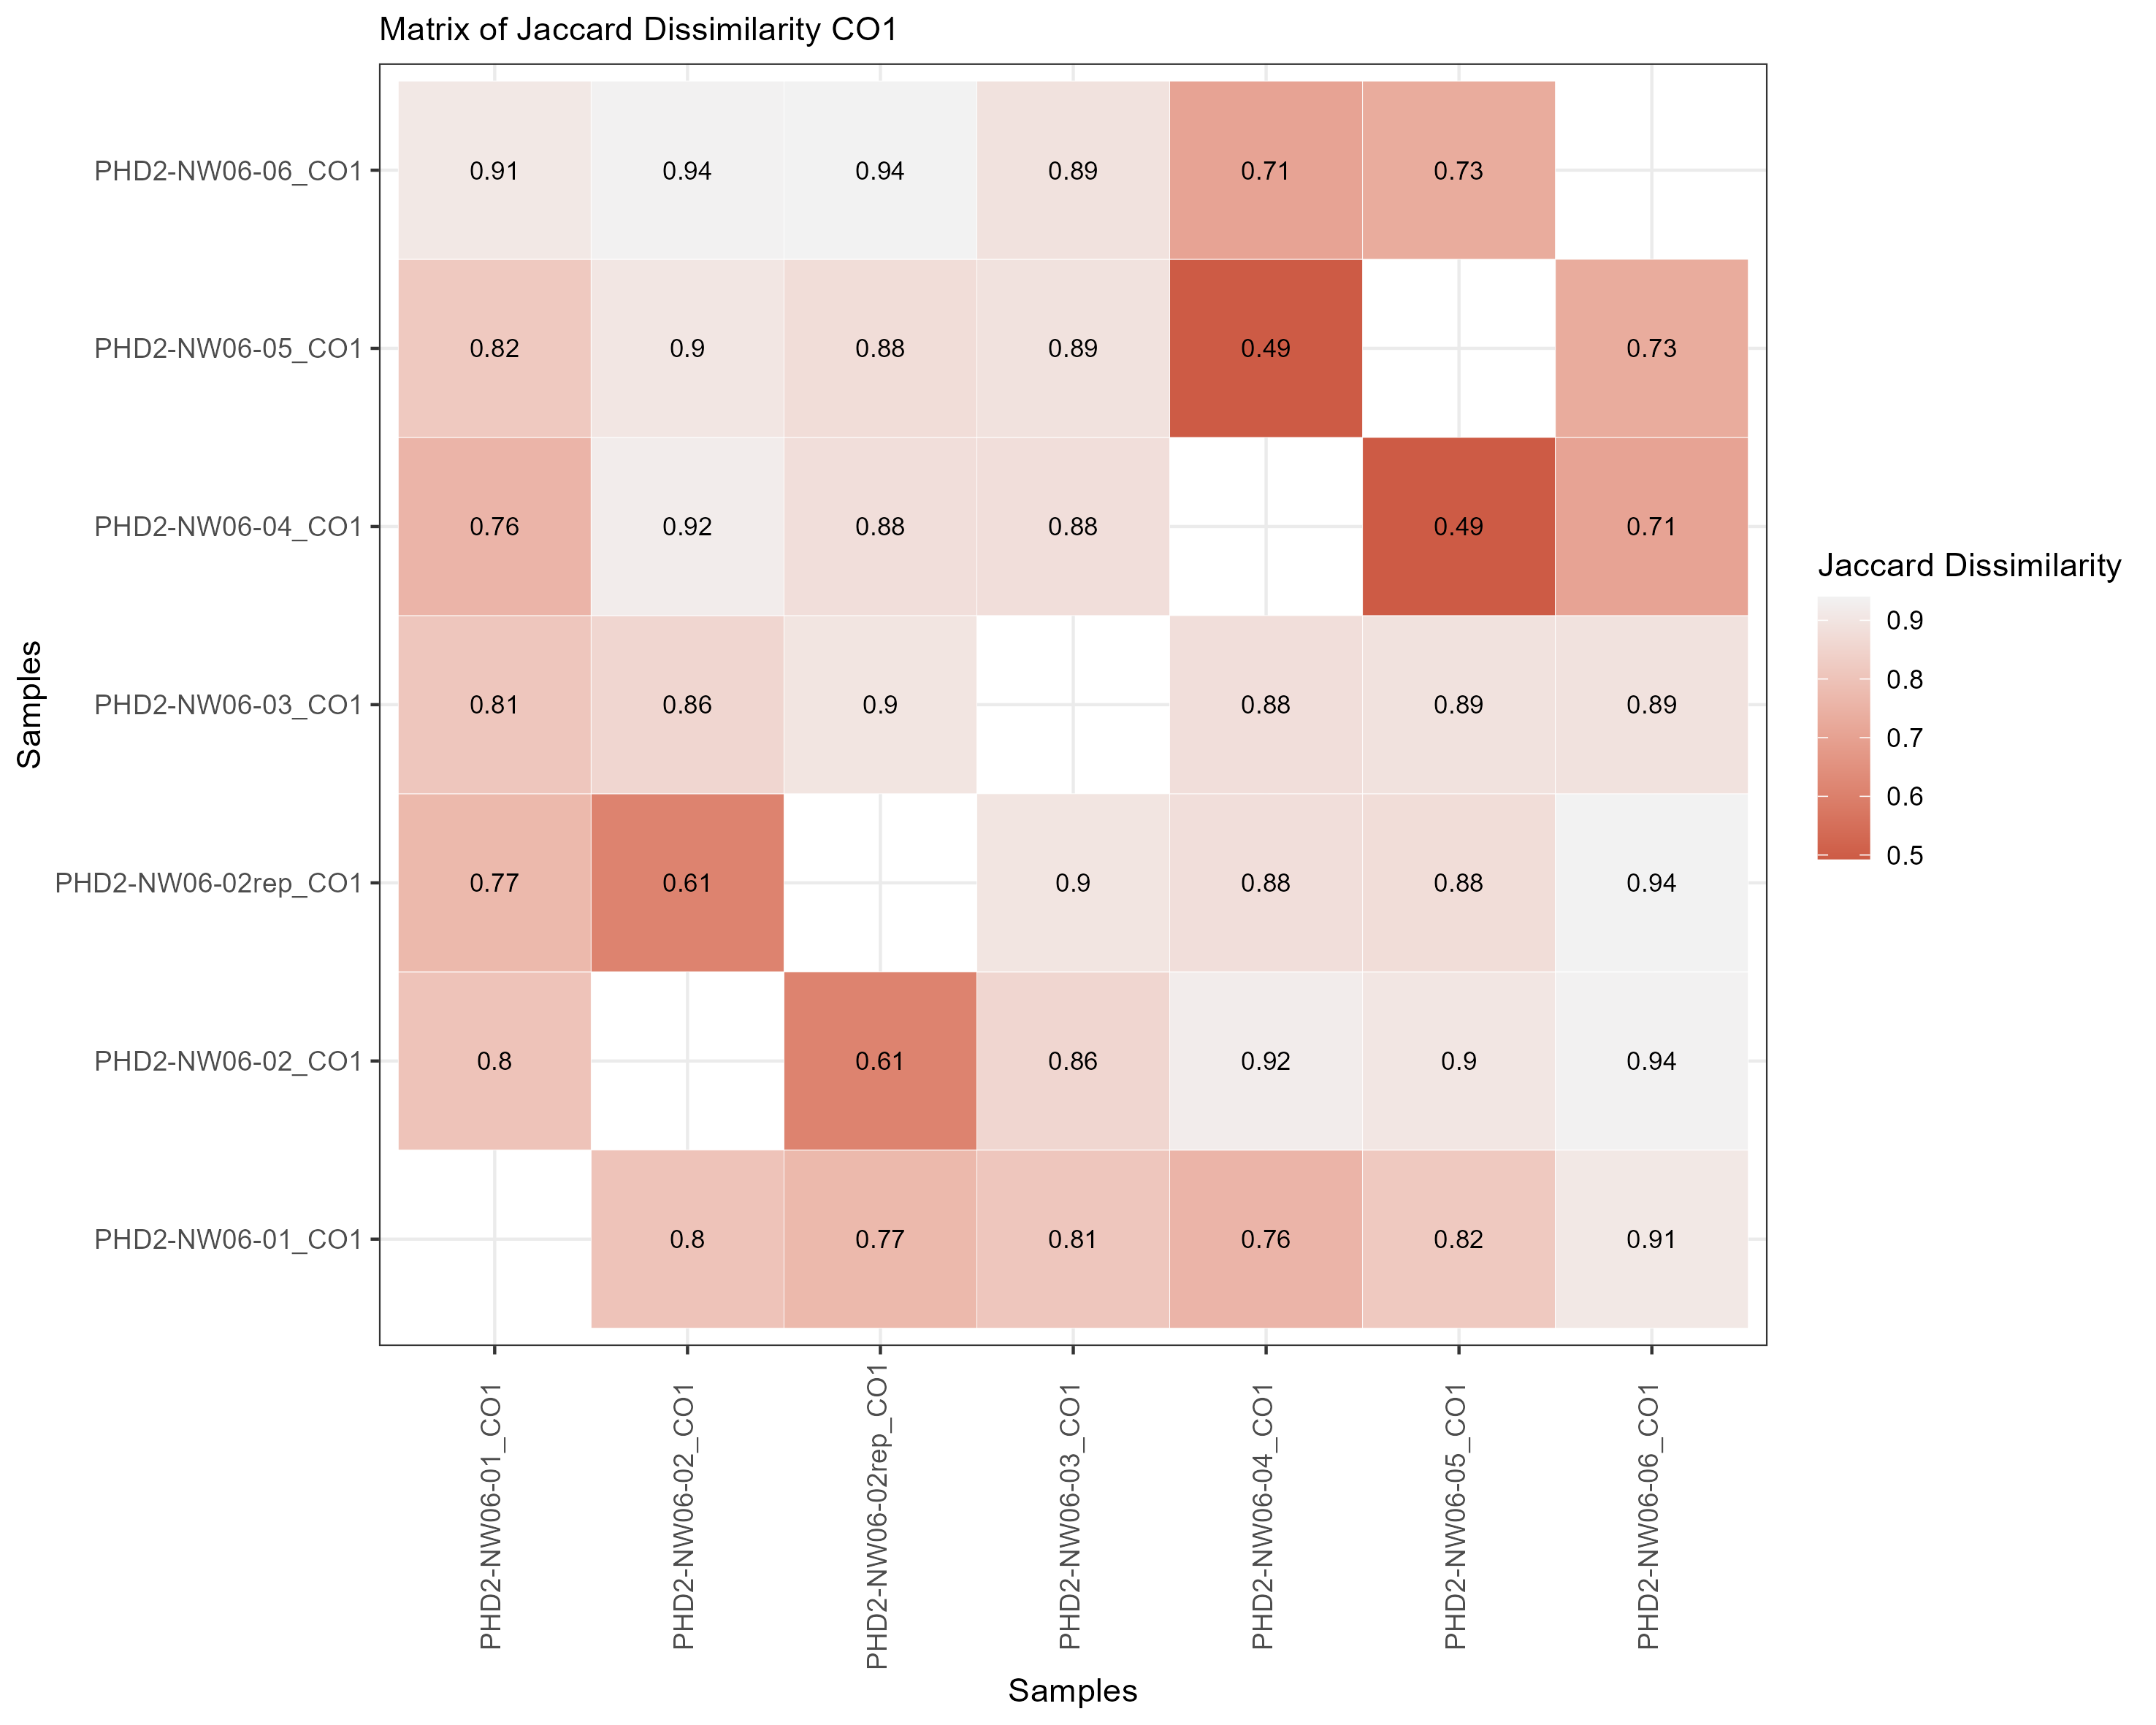 Matrix of Jaccard Dissimilarity CO1
Samples
PHD2-NW06-06_CO1 0.91 0.94 0.94 0.89 0.71 0.73
PHD2-NW06-05_CO1 0.82 0.9 0.88 0.89 0.49 0.73
PHD2-NW06-04_CO1 0.76 0.92 0.88 0.88 0.49 0.71
PHD2-NW06-03_CO1 0.81 0.86 0.9 0.88 0.89 0.89
PHD2-NW06-02rep_CO1 0.77 0.61 0.9 0.88 0.88 0.94
PHD2-NW06-02_CO1 0.8 0.61 0.86 0.92 0.9 0.94
PHD2-NW06-01_CO1 0.8 0.77 0.81 0.76 0.82 0.91
PHD2-NW06-01_CO1
PHD2-NW06-02_CO1
PHD2-NW06-02rep_CO1
PHD2-NW06-03_CO1
PHD2-NW06-04_CO1
PHD2-NW06-05_CO1
PHD2-NW06-06_CO1
Samples
Jaccard Dissimilarity
0.9
0.8
0.7
0.6
0.5